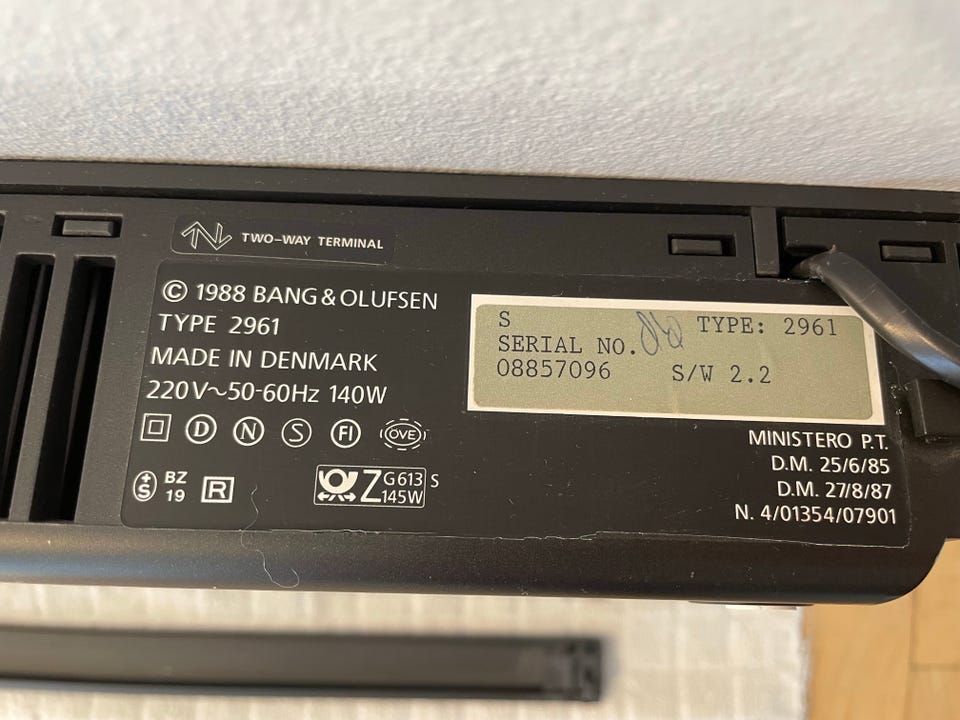 TWO-WAY TERMINAL
© 1988 BANG & OLUFSEN
TYPE 2961
MADE IN DENMARK
220V~50-60Hz 140W
D N S FI OVE
+S BZ 19 R
Z G613 S
145W
S TYPE: 2961
SERIAL NO.
08857096 S/W 2.2
MINISTERO P.T.
D.M. 25/6/85
D.M. 27/8/87
N. 4/01354/07901